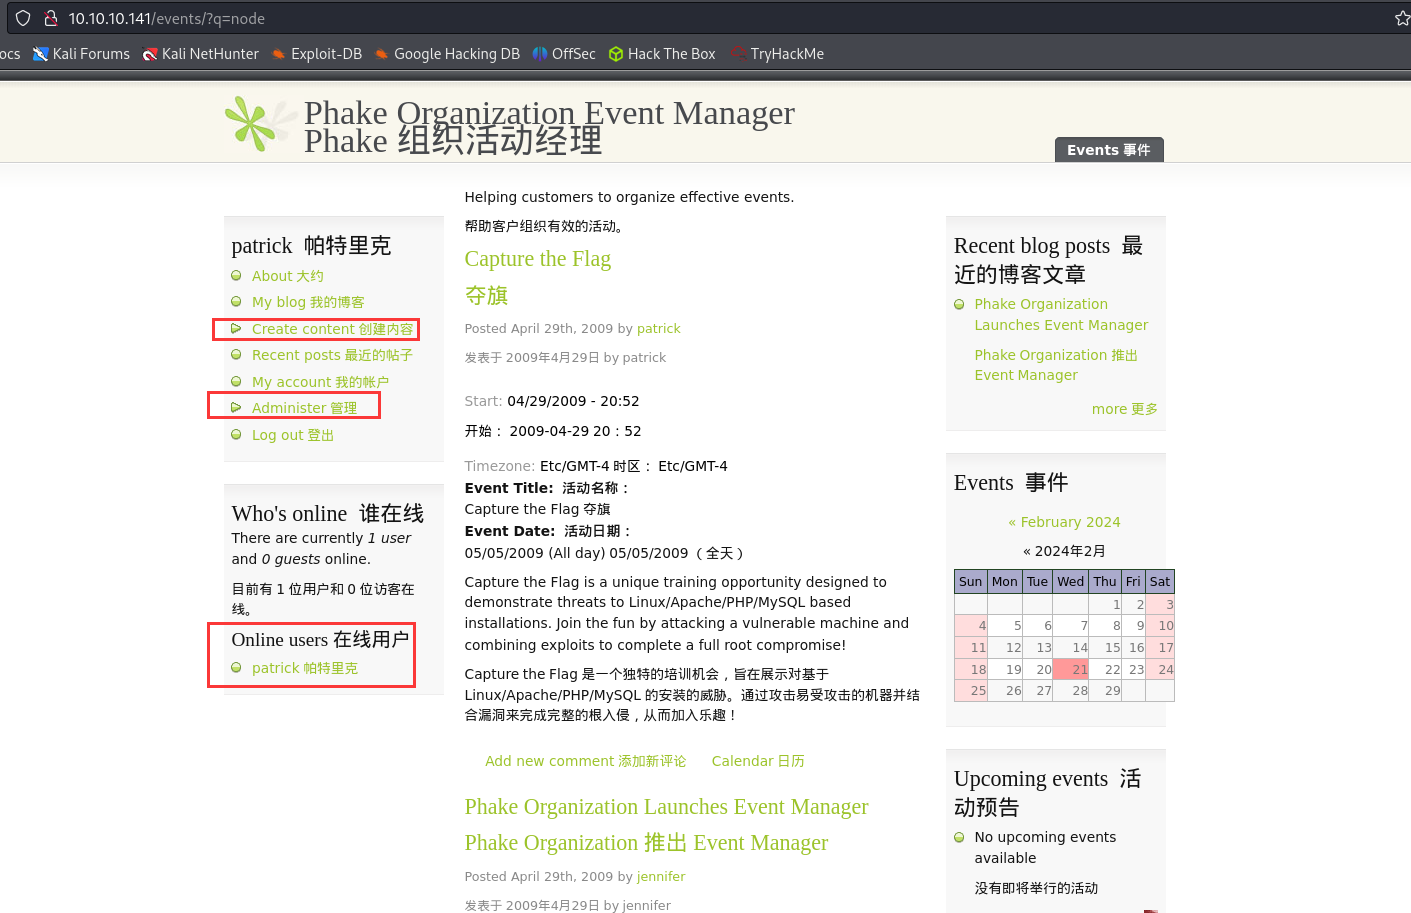 10.10.10.141/events/?q=node
ocs Kali Forums Kali NetHunter Exploit-DB Google Hacking DB OffSec Hack The Box TryHackMe
Phake Organization Event Manager
Phake 组织活动经理
Events 事件
patrick 帕特里克
About 大约
My blog 我的博客
Create content 创建内容
Recent posts 最近的帖子
My account 我的帐户
Administer 管理
Log out 登出
Who's online 谁在线
There are currently 1 user
and 0 guests online.
目前有 1 位用户和 0 位访客在
线。
Online users 在线用户
patrick 帕特里克
Helping customers to organize effective events.
帮助客户组织有效的活动。
Capture the Flag
夺旗
Posted April 29th, 2009 by patrick
发表于 2009年4月29日 by patrick
Start: 04/29/2009 - 20:52
开始： 2009-04-29 20：52
Timezone: Etc/GMT-4 时区： Etc/GMT-4
Event Title: 活动名称：
Capture the Flag 夺旗
Event Date: 活动日期：
05/05/2009 (All day) 05/05/2009 （全天）
Capture the Flag is a unique training opportunity designed to
demonstrate threats to Linux/Apache/PHP/MySQL based
installations. Join the fun by attacking a vulnerable machine and
combining exploits to complete a full root compromise!
Capture the Flag 是一个独特的培训机会，旨在展示对基于
Linux/Apache/PHP/MySQL 的安装的威胁。通过攻击易受攻击的机器并结
合漏洞来完成完整的根入侵，从而加入乐趣！
Add new comment 添加新评论 Calendar 日历
Phake Organization Launches Event Manager
Phake Organization 推出 Event Manager
Posted April 29th, 2009 by jennifer
发表于 2009年4月29日 by jennifer
Recent blog posts 最
近的博客文章
Phake Organization
Launches Event Manager
Phake Organization 推出
Event Manager
more 更多
Events 事件
« February 2024
« 2024年2月
Sun Mon Tue Wed Thu Fri Sat
1 2 3
4 5 6 7 8 9 10
11 12 13 14 15 16 17
18 19 20 21 22 23 24
25 26 27 28 29
Upcoming events 活
动预告
No upcoming events
available
没有即将举行的活动